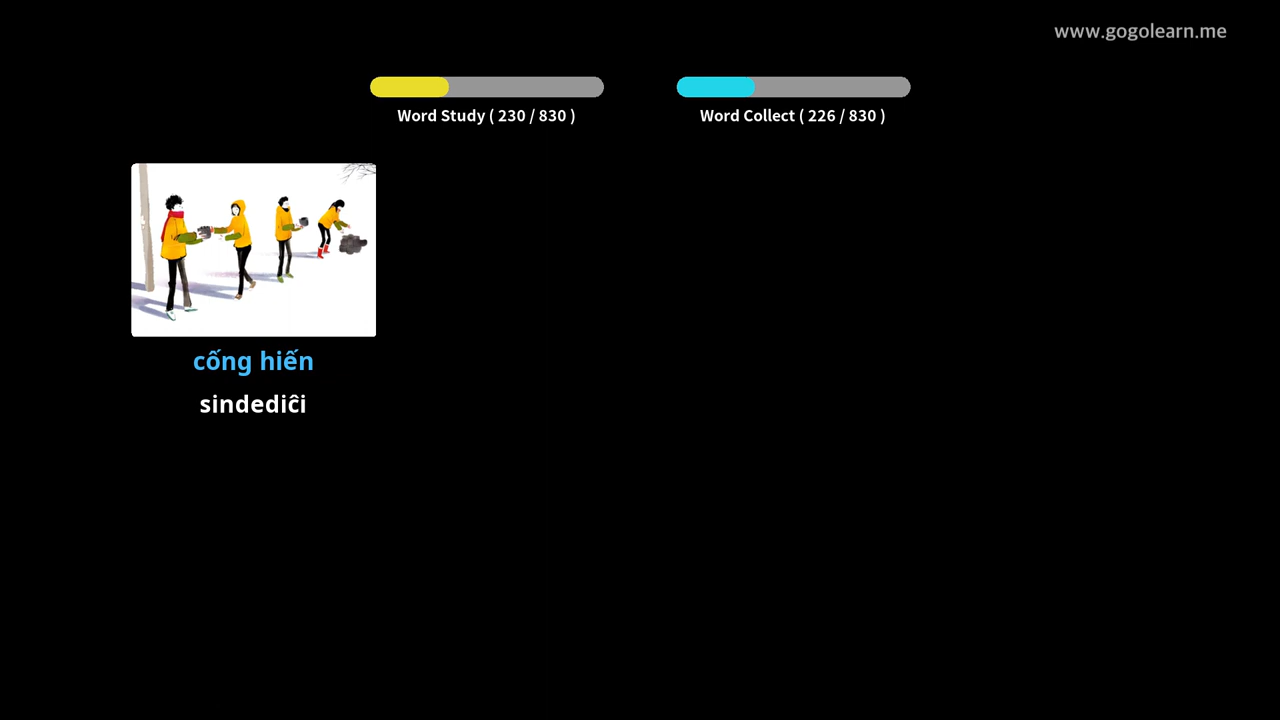 www.gogolearn.me
Word Study ( 230 / 830 )
Word Collect ( 226 / 830 )
cống hiến
sindediĉi